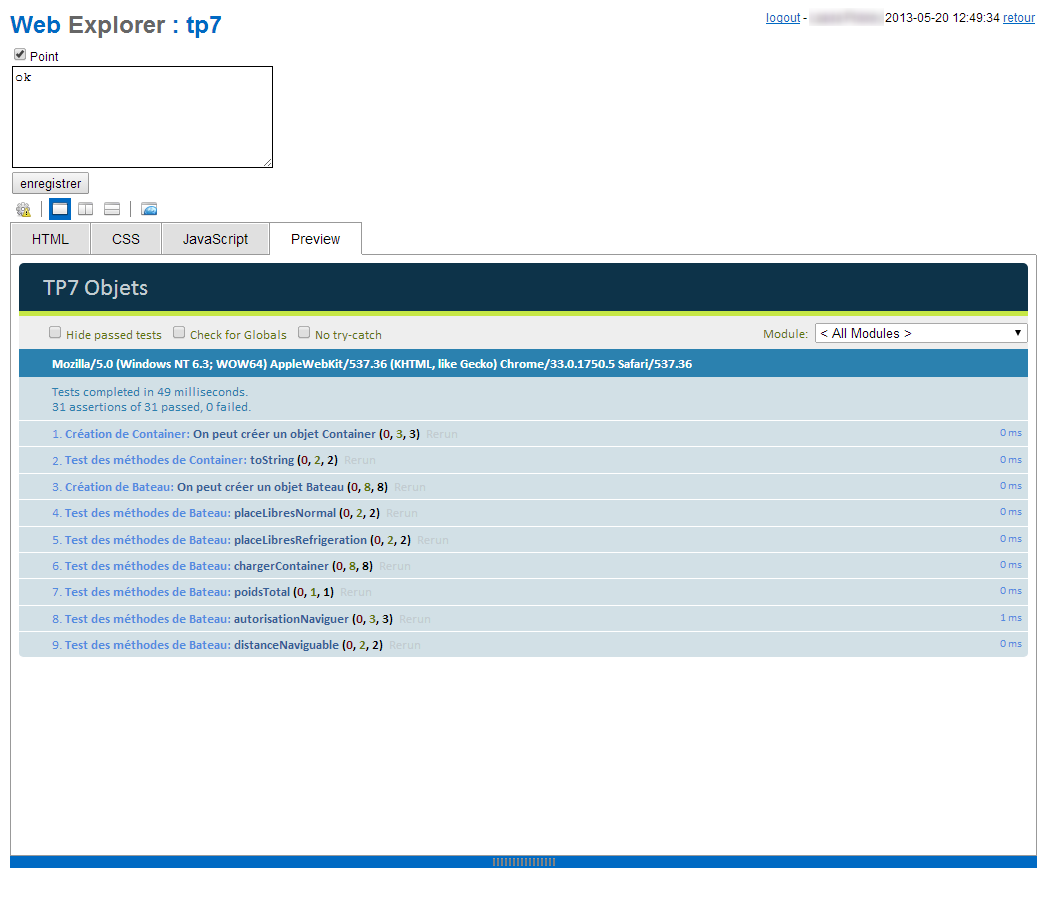 Web Explorer : tp7
logout - 2013-05-20 12:49:34 retour
Point
ok
enregistrer
HTML CSS JavaScript Preview
TP7 Objets
Hide passed tests Check for Globals No try-catch Module: < All Modules >
Mozilla/5.0 (Windows NT 6.3; WOW64) AppleWebKit/537.36 (KHTML, like Gecko) Chrome/33.0.1750.5 Safari/537.36
Tests completed in 49 milliseconds.
31 assertions of 31 passed, 0 failed.
1. Création de Container: On peut créer un objet Container (0, 3, 3) Rerun 0 ms
2. Test des méthodes de Container: toString (0, 2, 2) Rerun 0 ms
3. Création de Bateau: On peut créer un objet Bateau (0, 8, 8) Rerun 0 ms
4. Test des méthodes de Bateau: placeLibresNormal (0, 2, 2) Rerun 0 ms
5. Test des méthodes de Bateau: placeLibresRefrigeration (0, 2, 2) Rerun 0 ms
6. Test des méthodes de Bateau: chargerContainer (0, 8, 8) Rerun 0 ms
7. Test des méthodes de Bateau: poidsTotal (0, 1, 1) Rerun 0 ms
8. Test des méthodes de Bateau: autorisationNaviguer (0, 3, 3) Rerun 1 ms
9. Test des méthodes de Bateau: distanceNaviguable (0, 2, 2) Rerun 0 ms